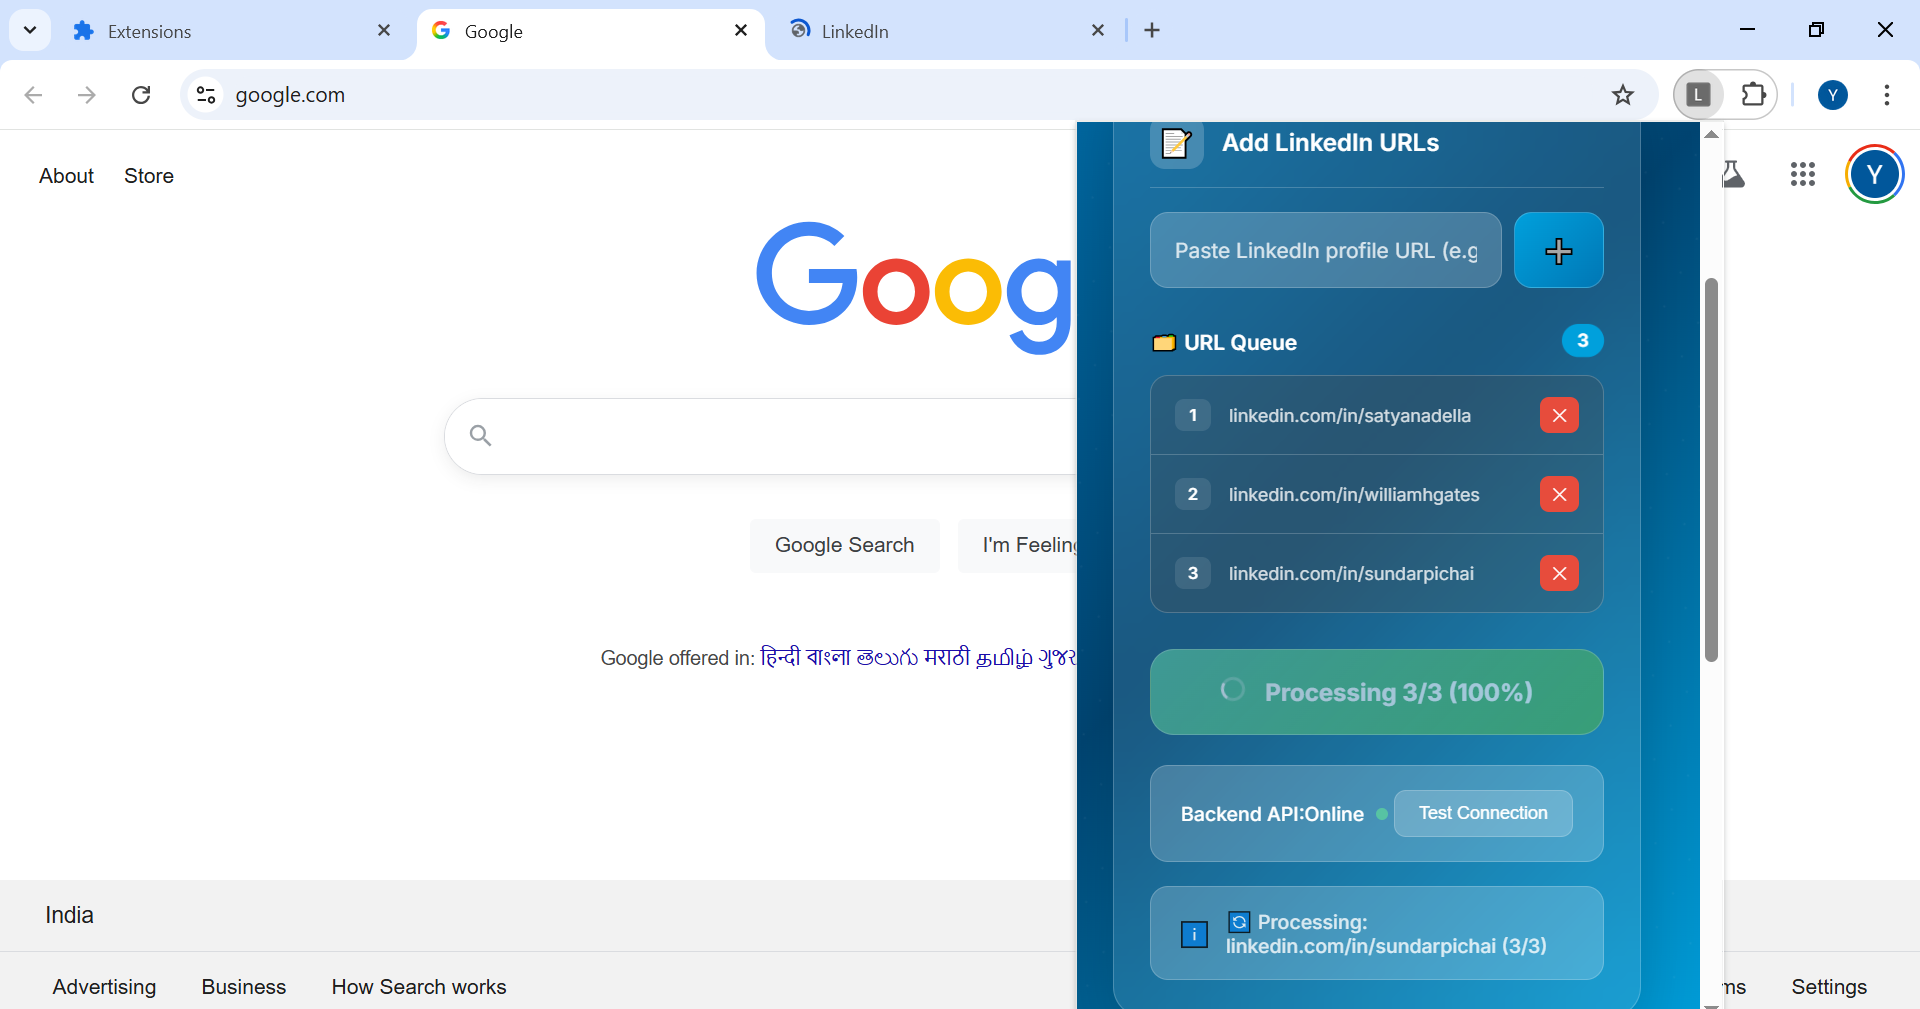 Extensions
Google
LinkedIn
google.com
L
Y
About
Store
Y
Goog
Google Search
I'm Feeling
Google offered in: हिन्दी বাংলা తెలుగు मराठी தமிழ்
India
Advertising
Business
How Search works
Settings
Add LinkedIn URLs
Paste LinkedIn profile URL (e.g
URL Queue
3
1 linkedin.com/in/satyanadella
2 linkedin.com/in/williamhgates
3 linkedin.com/in/sundarpichai
Processing 3/3 (100%)
Backend API:Online
Test Connection
i
Processing:
linkedin.com/in/sundarpichai (3/3)